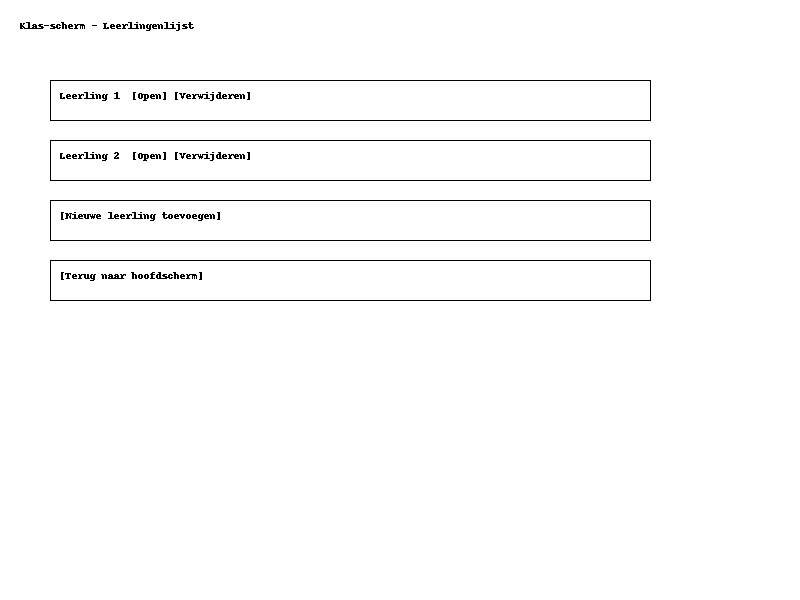 Klas-scherm - Leerlingenlijst
Leerling 1 [Open] [Verwijderen]
Leerling 2 [Open] [Verwijderen]
[Nieuwe leerling toevoegen]
[Terug naar hoofdscherm]